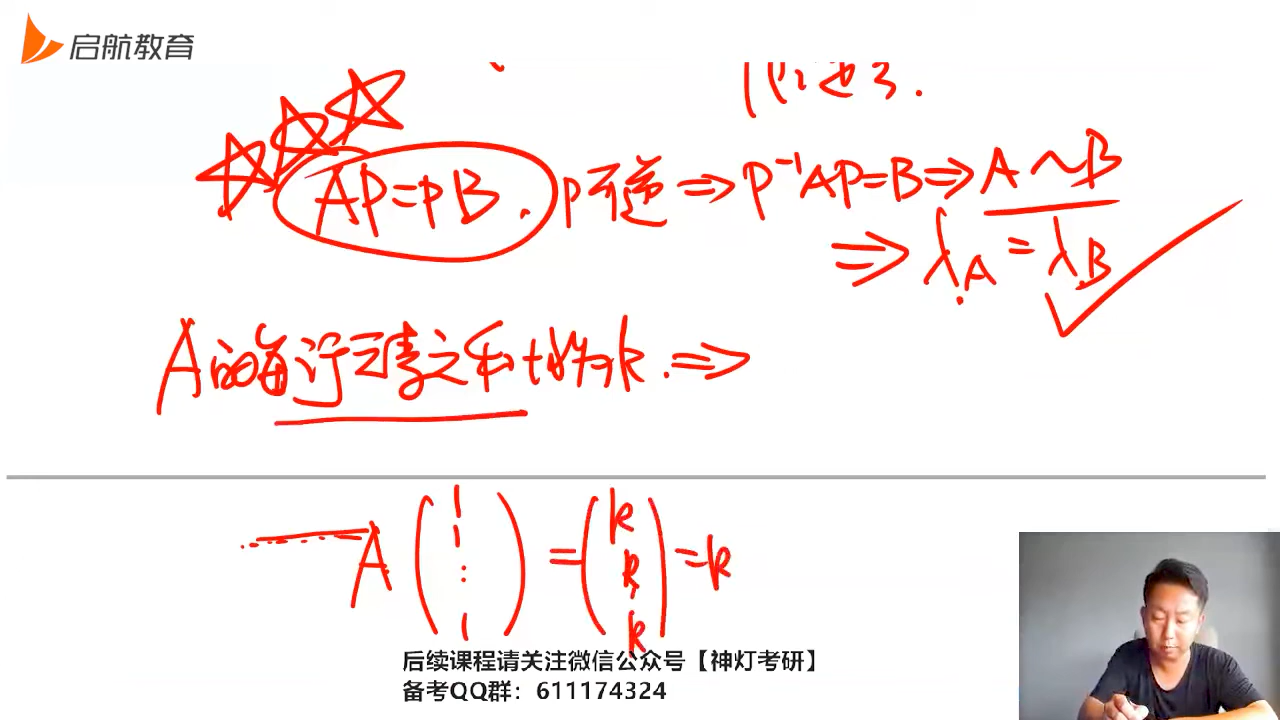 启航教育
AP=PB. P可逆 ⇒ P⁻¹AP=B ⇒ A∼B
⇒ λA = λB
A的每行元素之和均为k. ⇒
A (1 1 ⋮ 1) = (k k k) = k
后续课程请关注微信公众号【神灯考研】
备考QQ群：611174324